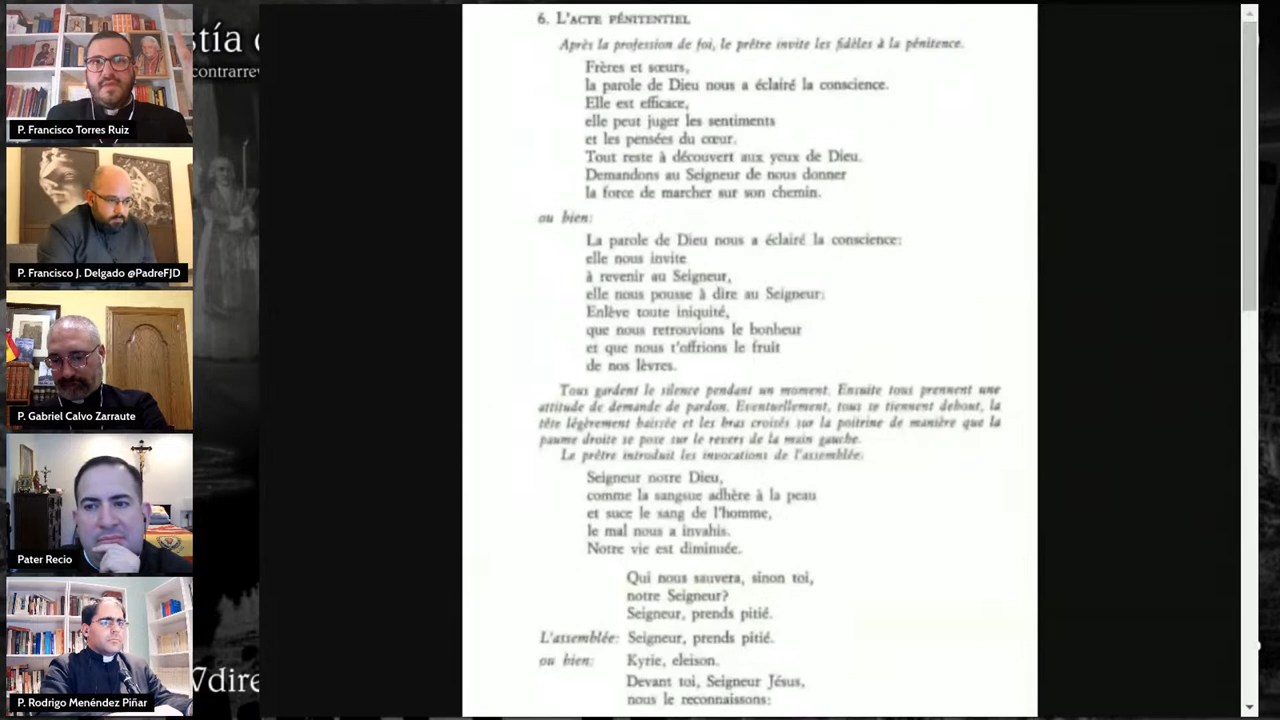 stía
contrarrev
P. Francisco Torres Ruiz
P. Francisco J. Delgado @PadreFJD
P. Gabriel Calvo Zarraute
Pater Recio
P. Rodrigo Menéndez Piñar
Vdire
6. L'ACTE PÉNITENTIEL
Après la profession de foi, le prêtre invite les fidèles à la pénitence.
Frères et sœurs,
la parole de Dieu nous a éclairé la conscience.
Elle est efficace,
elle peut juger les sentiments
et les pensées du cœur.
Tout reste à découvert aux yeux de Dieu.
Demandons au Seigneur de nous donner
la force de marcher sur son chemin.
ou bien:
La parole de Dieu nous a éclairé la conscience:
elle nous invite
à revenir au Seigneur,
elle nous pousse à dire au Seigneur:
Enlève toute iniquité,
que nous retrouvions le bonheur
et que nous t'offrions le fruit
de nos lèvres.
Tous gardent le silence pendant un moment. Ensuite tous prennent une
attitude de demande de pardon. Eventuellement, tous se tiennent debout, la
tête légèrement baissée et les bras croisés sur la poitrine de manière que la
paume droite se pose sur le revers de la main gauche.
Le prêtre introduit les invocations de l'assemblée:
Seigneur notre Dieu,
comme la sangsue adhère à la peau
et suce le sang de l'homme,
le mal nous a invahis.
Notre vie est diminuée.
Qui nous sauvera, sinon toi,
notre Seigneur?
Seigneur, prends pitié.
L'assemblée: Seigneur, prends pitié.
ou bien: Kyrie, eleison.
Devant toi, Seigneur Jésus,
nous le reconnaissons: